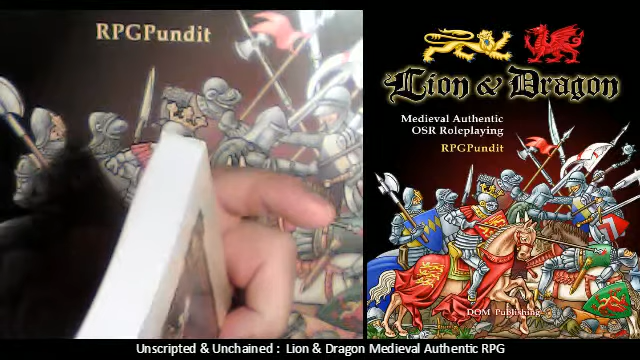 RPGPundit
Lion & Dragon
Medieval Authentic
OSR Roleplaying
RPGPundit
DOM Publishing
Unscripted & Unchained : Lion & Dragon Medieval Authentic RPG